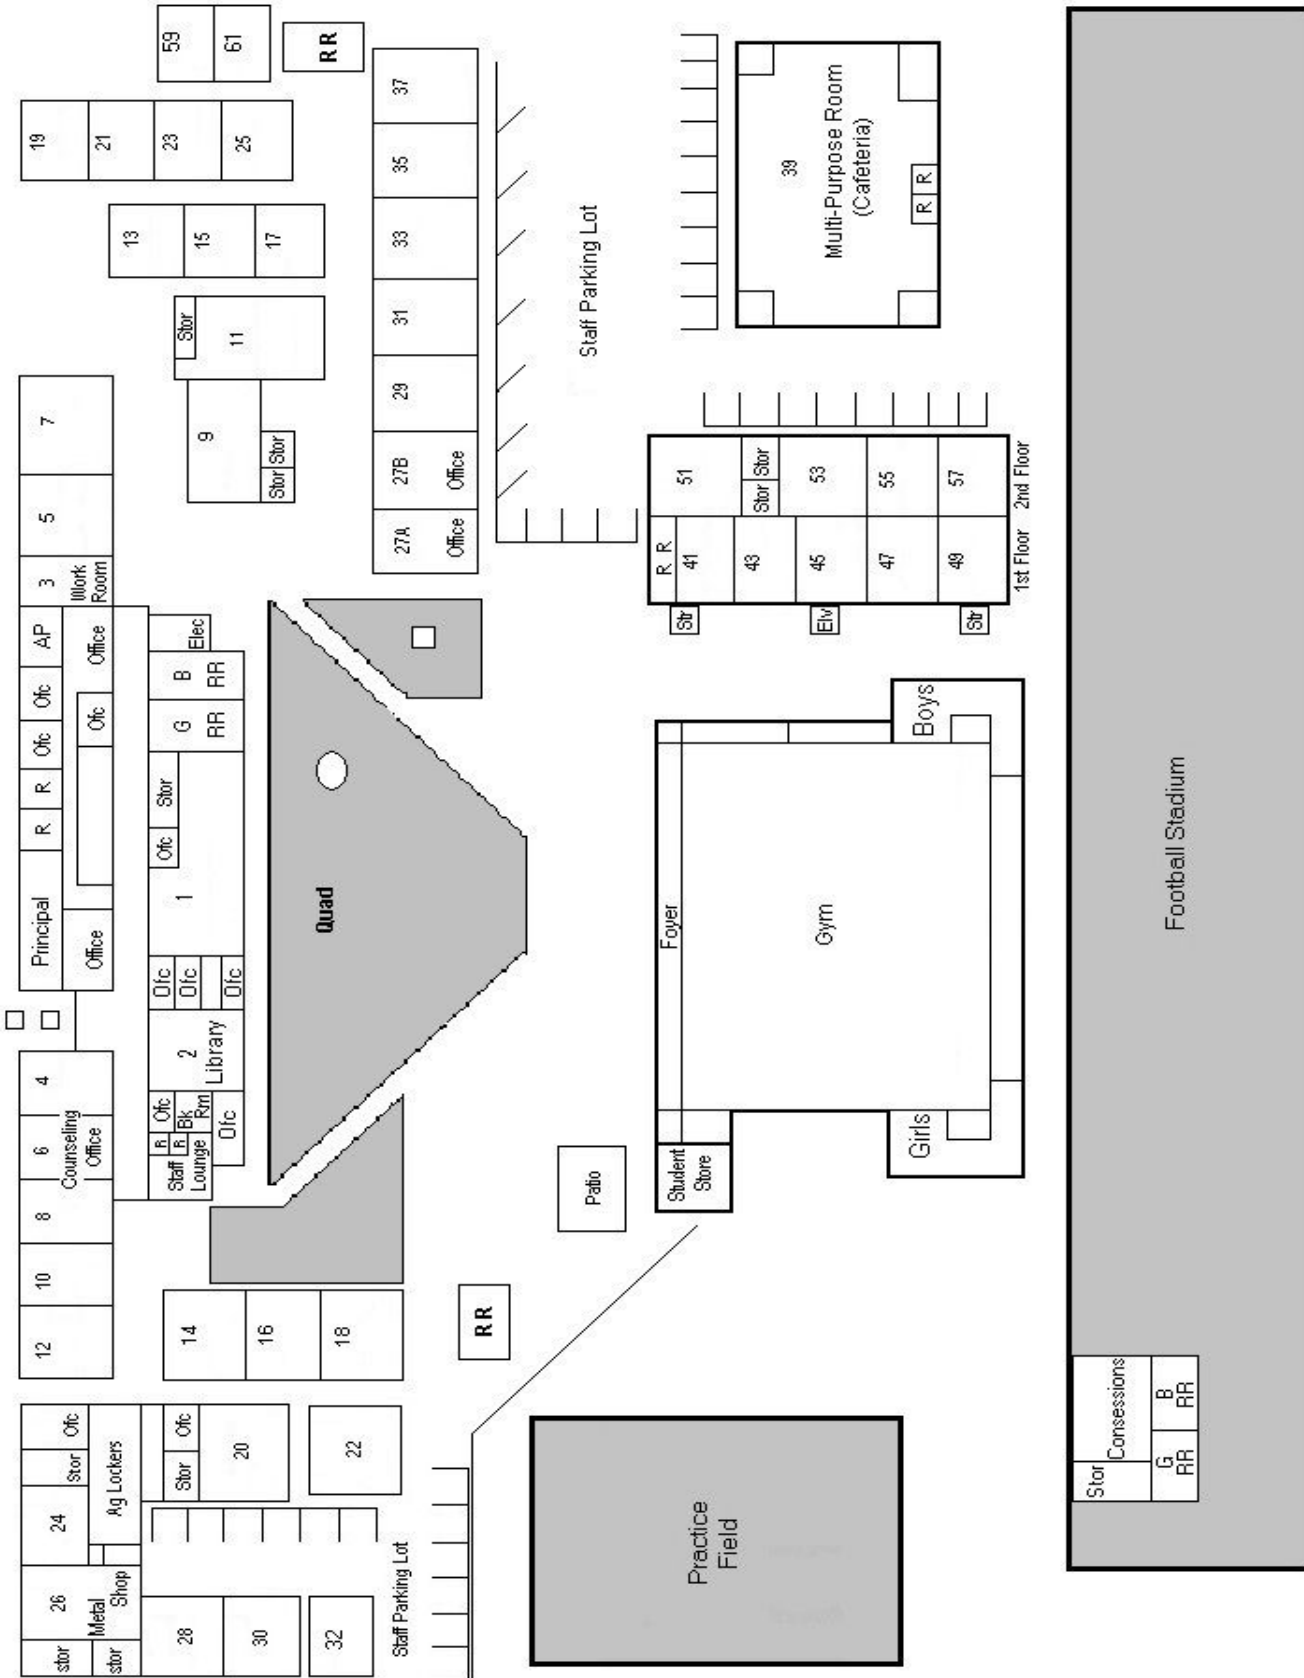 59
61
R R
19
21
23
25
37
35
33
31
29
27B
Office
27A
Office
13
15
17
Stor
11
9
Stor
Stor
7
5
3
Work
Room
AP
Ofc
Ofc
R
R
Principal
Office
Ofc
Office
Elec
B
RR
G
RR
Stor
Ofc
1
Ofc
Ofc
Ofc
2
Library
Ofc
Bk
Rm
Ofc
R
R
Staff
Lounge
4
6
Counseling
Office
8
10
12
Quad
14
16
18
R R
Patio
Ofc
Stor
24
Ag Lockers
26
Metal
Shop
stor
stor
Ofc
Stor
20
22
28
30
32
Staff Parking Lot
Staff Parking Lot
39
Multi-Purpose Room
(Cafeteria)
R
R
51
Stor
Stor
53
55
57
2nd Floor
R R
41
43
45
47
49
1st Floor
Str
Elv
Str
Foyer
Gym
Boys
Girls
Student
Store
Practice
Field
Football Stadium
Stor
Consessions
G
RR
B
RR